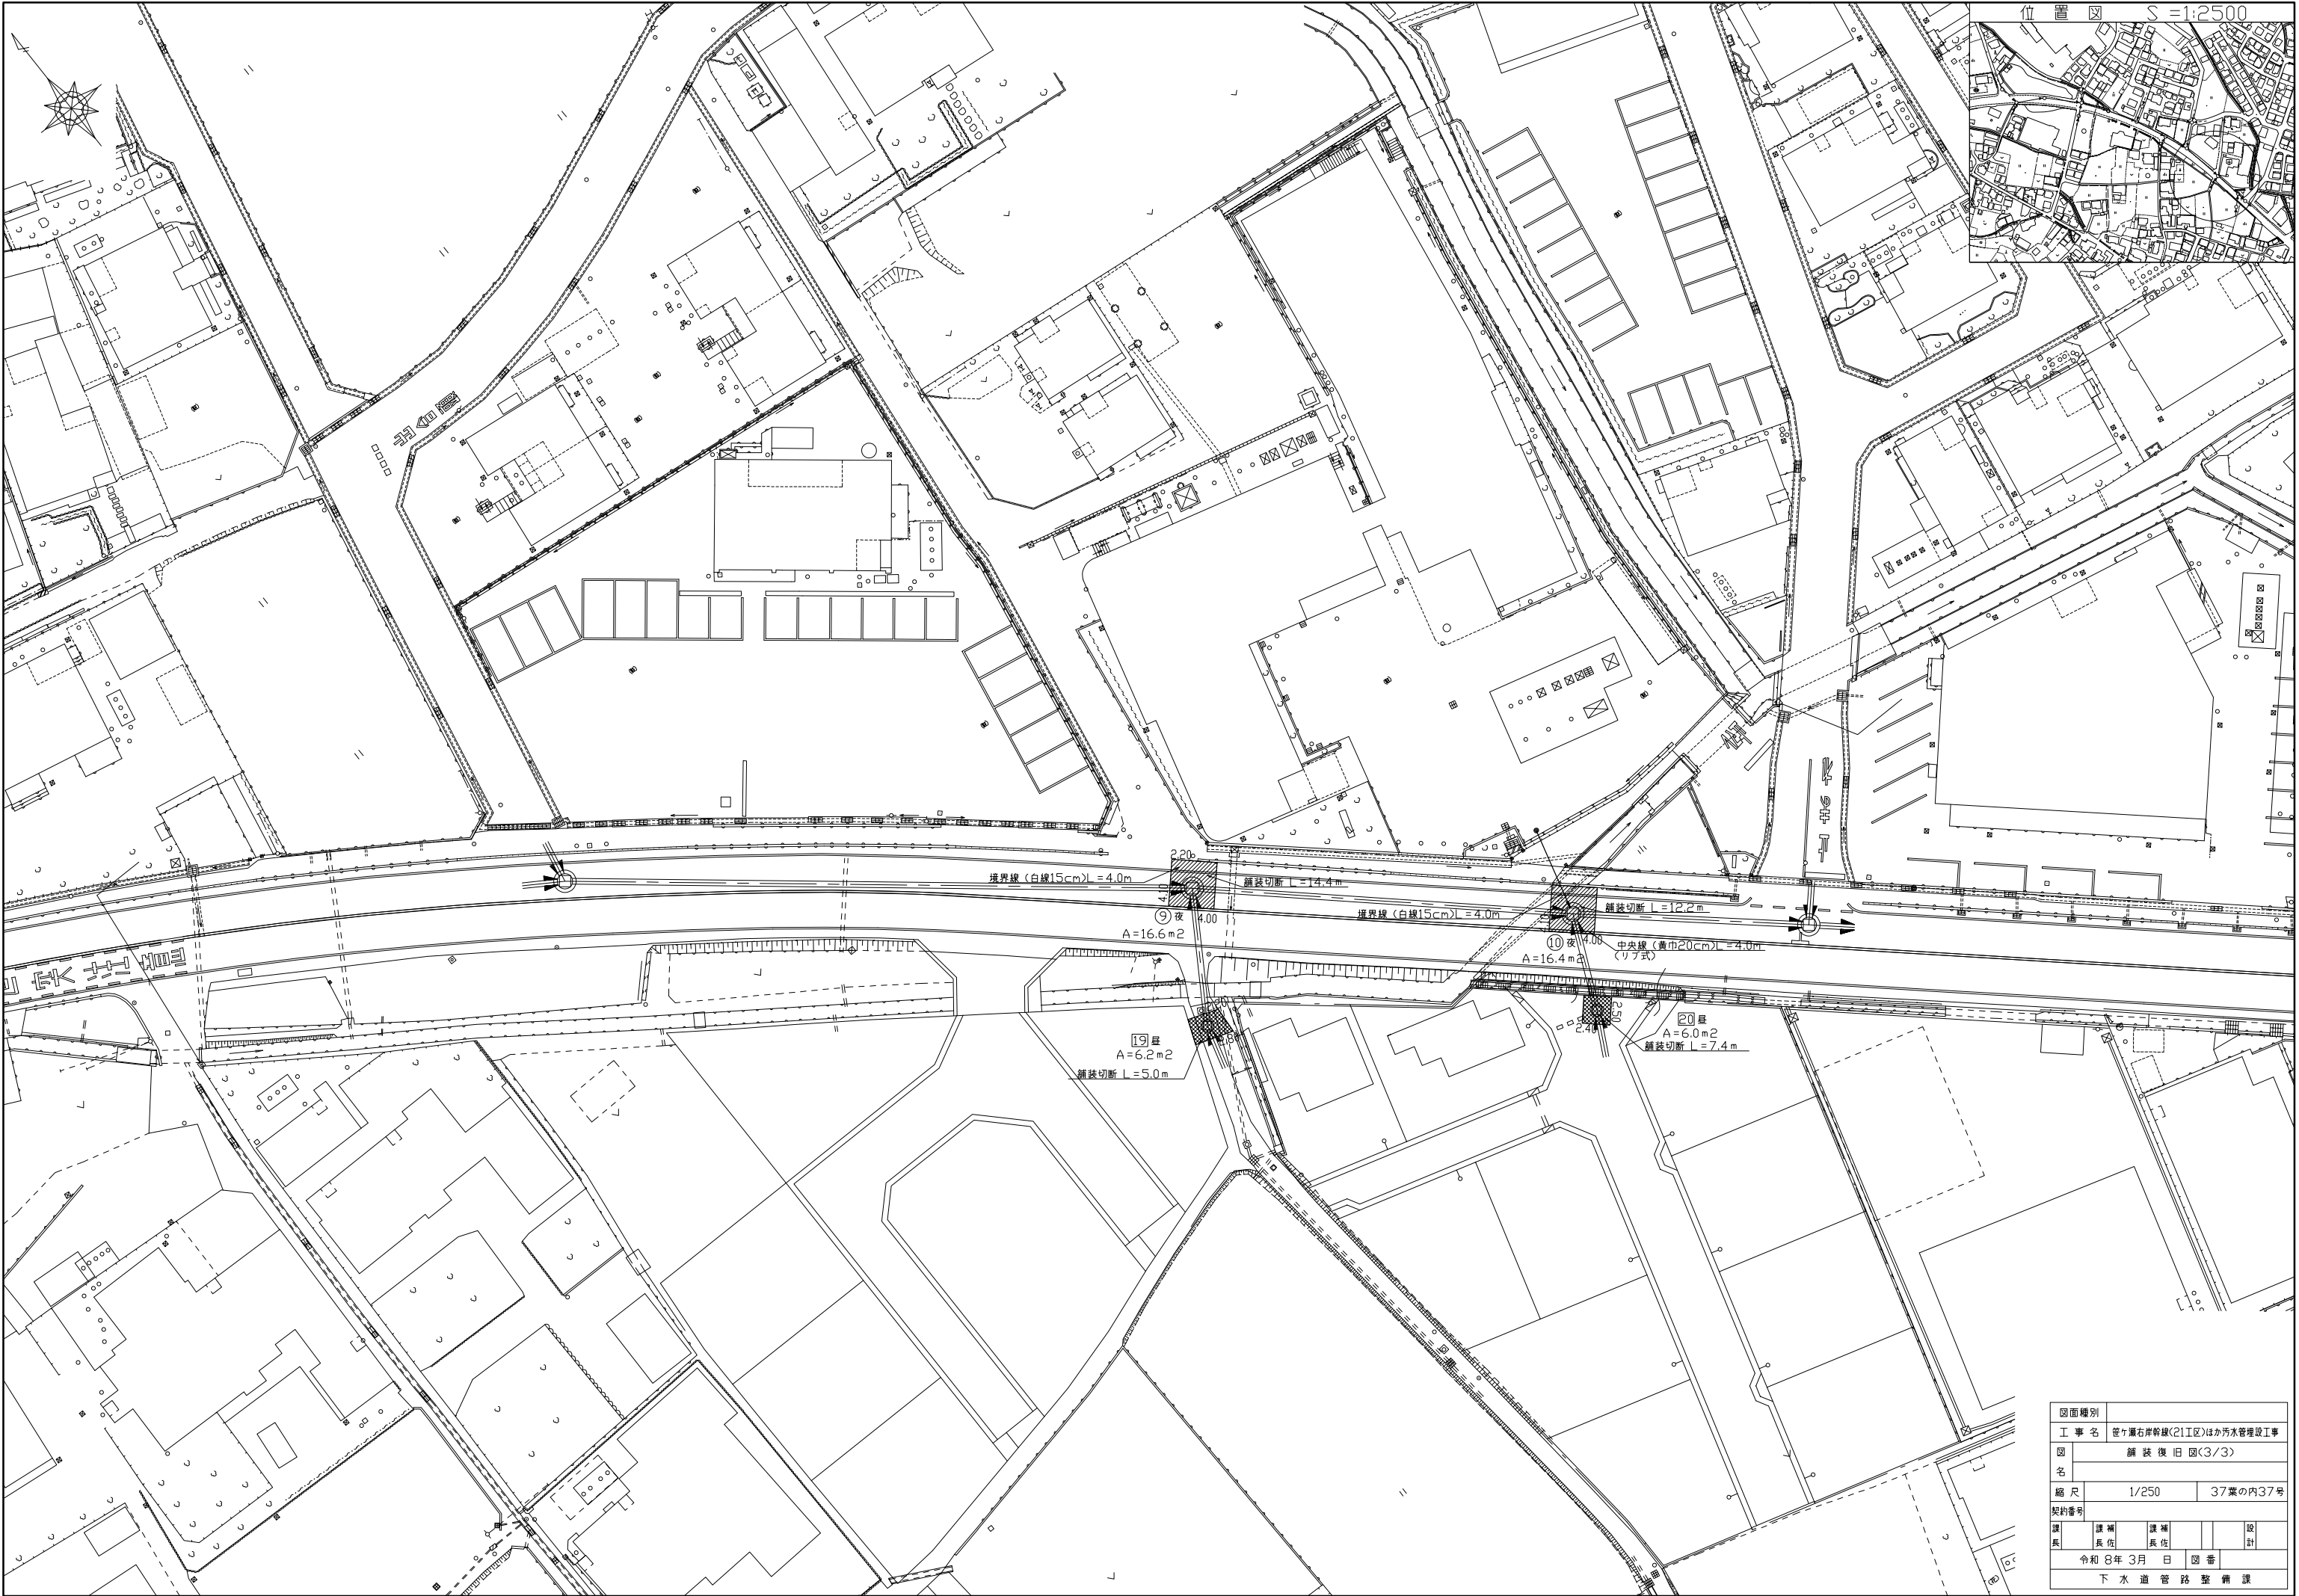 位置図 S=1:2500
2.20
境界線（白線15cm）L=4.0m
舗装切断 L=14.4m
4.00
⑨夜
4.00
A=16.6m2
境界線（白線15cm）L=4.0m
舗装切断 L=12.2m
⑩夜
4.00
A=16.4m2
中央線（黄巾20cm）L=4.0m
（リブ式）
止まれ
19昼
A=6.2m2
舗装切断 L=5.0m
2.50
2.40
20昼
A=6.0m2
舗装切断 L=7.4m
図面種別
工事名 笹ケ瀬右岸幹線(21工区)ほか汚水管埋設工事
図名 舗装復旧図(3/3)
縮尺 1/250 37葉の内37号
契約番号
課長 課長補佐 課長補佐 設計
令和 8年 3月 日 図番
下水道管路整備課